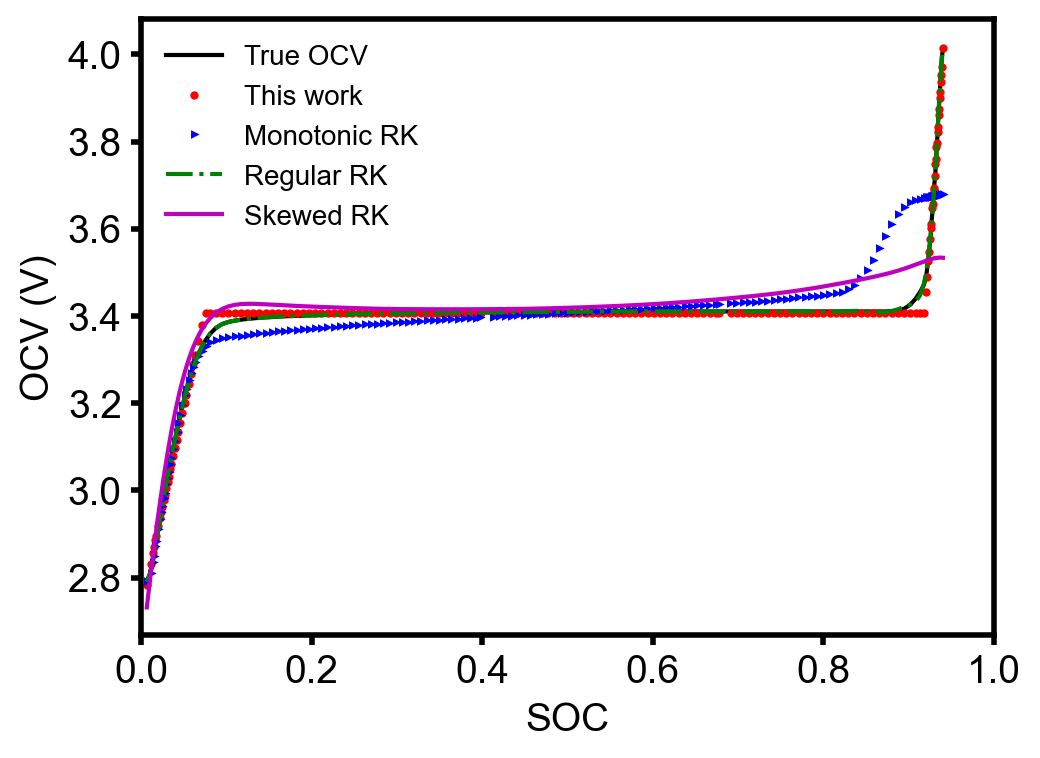 4.0
3.8
3.6
3.4
3.2
3.0
2.8
OCV (V)
True OCV
This work
Monotonic RK
Regular RK
Skewed RK
0.0 0.2 0.4 0.6 0.8 1.0
SOC